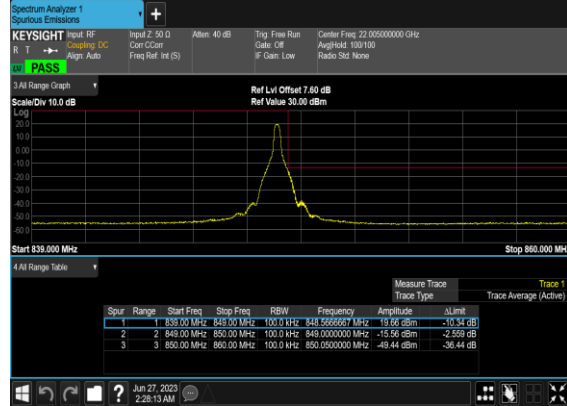 Spectrum Analyzer 1
Spurious Emissions
+
KEYSIGHT Input: RF Input Z: 50 Ω Atten: 40 dB Trig: Free Run Center Freq: 22.005000000 GHz
R T Coupling: DC Corr CCorr Gate: Off Avg|Hold: 100/100
Align: Auto Freq Ref: Int (S) IF Gain: Low Radio Std: None
PASS
3 All Range Graph
Ref Lvl Offset 7.60 dB
Scale/Div 10.0 dB Ref Value 30.00 dBm
Log
20.0
10.0
0.00
-10.0
-20.0
-30.0
-40.0
-50.0
-60.0
Start 839.000 MHz Stop 860.000 MH
4 All Range Table
Measure Trace Trace 1
Trace Type Trace Average (Active)
Spur Range Start Freq Stop Freq RBW Frequency Amplitude ΔLimit
1 1 839.00 MHz 849.00 MHz 100.0 kHz 848.5666667 MHz 19.66 dBm -10.34 dB
2 2 849.00 MHz 850.00 MHz 100.0 kHz 849.0000000 MHz -15.56 dBm -2.559 dB
3 3 850.00 MHz 860.00 MHz 100.0 kHz 850.0500000 MHz -49.44 dBm -36.44 dB
? Jun 27, 2023
2:28:13 AM